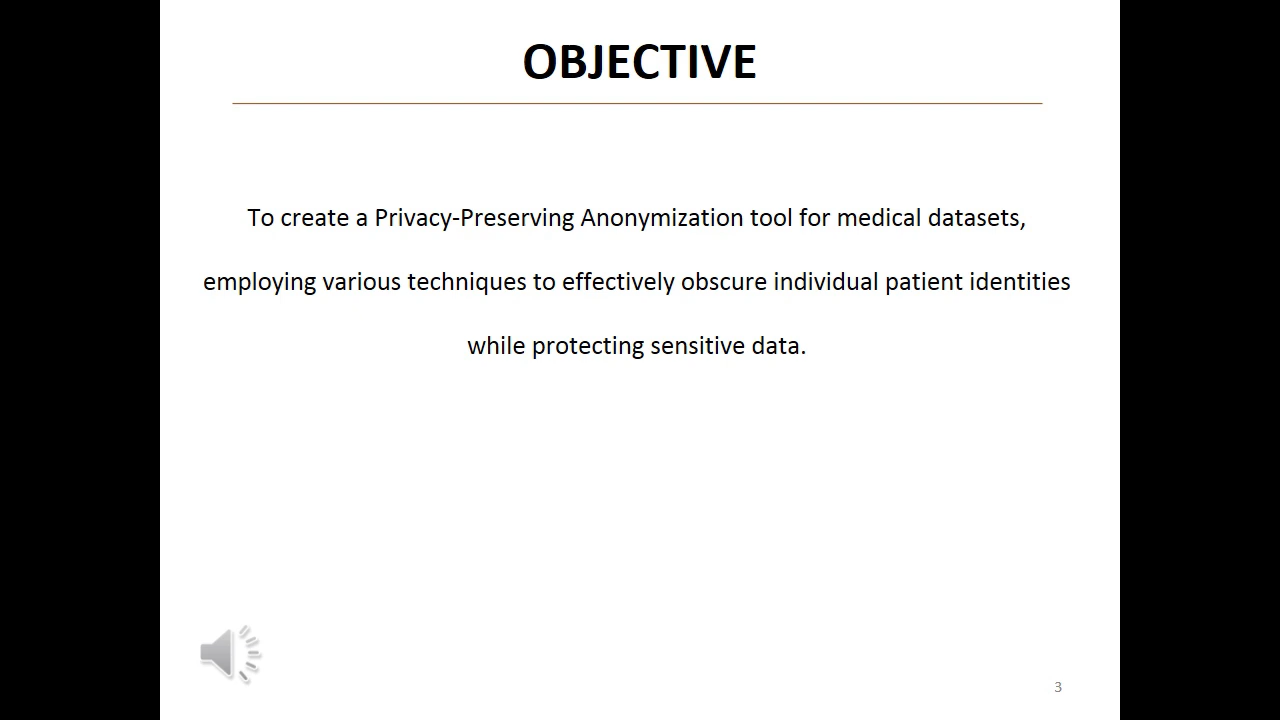 OBJECTIVE
To create a Privacy-Preserving Anonymization tool for medical datasets,
employing various techniques to effectively obscure individual patient identities
while protecting sensitive data.
3